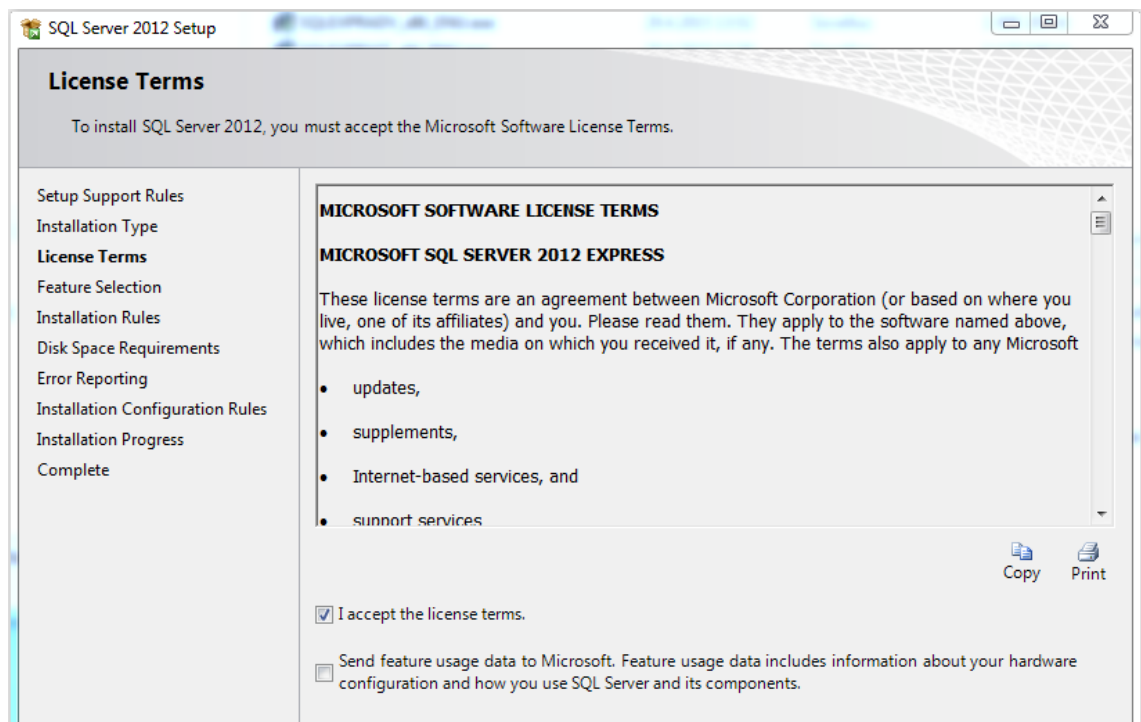 SQL Server 2012 Setup
License Terms
To install SQL Server 2012, you must accept the Microsoft Software License Terms.
Setup Support Rules
Installation Type
License Terms
Feature Selection
Installation Rules
Disk Space Requirements
Error Reporting
Installation Configuration Rules
Installation Progress
Complete
MICROSOFT SOFTWARE LICENSE TERMS
MICROSOFT SQL SERVER 2012 EXPRESS
These license terms are an agreement between Microsoft Corporation (or based on where you
live, one of its affiliates) and you. Please read them. They apply to the software named above,
which includes the media on which you received it, if any. The terms also apply to any Microsoft
• updates,
• supplements,
• Internet-based services, and
• support services
Copy Print
I accept the license terms.
Send feature usage data to Microsoft. Feature usage data includes information about your hardware
configuration and how you use SQL Server and its components.